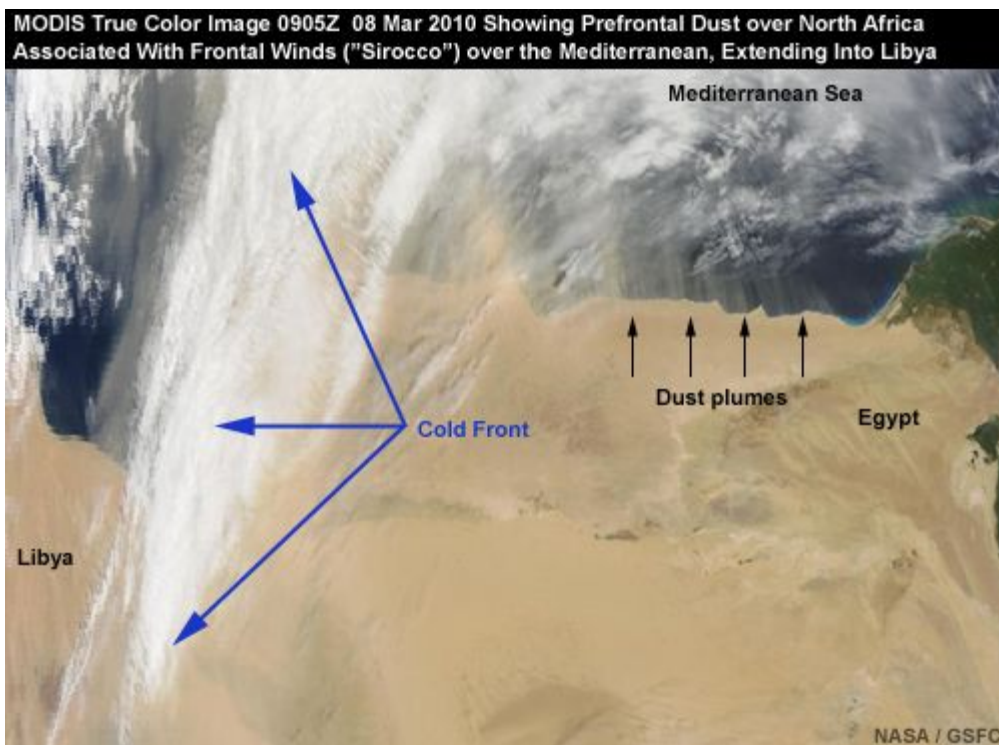 MODIS True Color Image 0905Z 08 Mar 2010 Showing Prefrontal Dust over North Africa
Associated With Frontal Winds ("Sirocco") over the Mediterranean, Extending Into Libya
Mediterranean Sea
Dust plumes
Egypt
Cold Front
Libya
NASA / GSFC